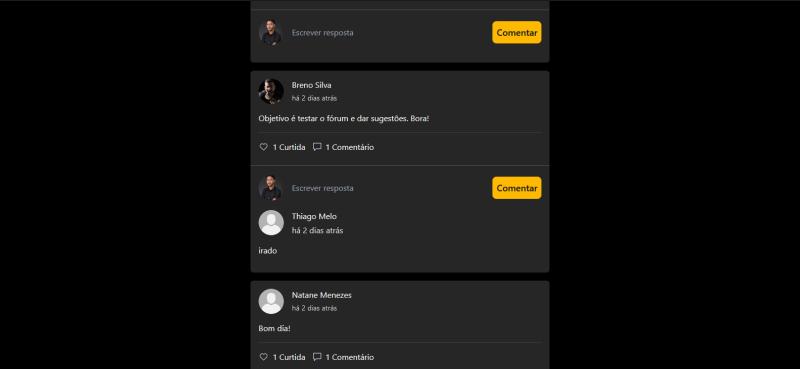 Escrever resposta
Comentar
Breno Silva
há 2 dias atrás
Objetivo é testar o fórum e dar sugestões. Bora!
1 Curtida
1 Comentário
Escrever resposta
Comentar
Thiago Melo
há 2 dias atrás
irado
Natane Menezes
há 2 dias atrás
Bom dia!
1 Curtida
1 Comentário